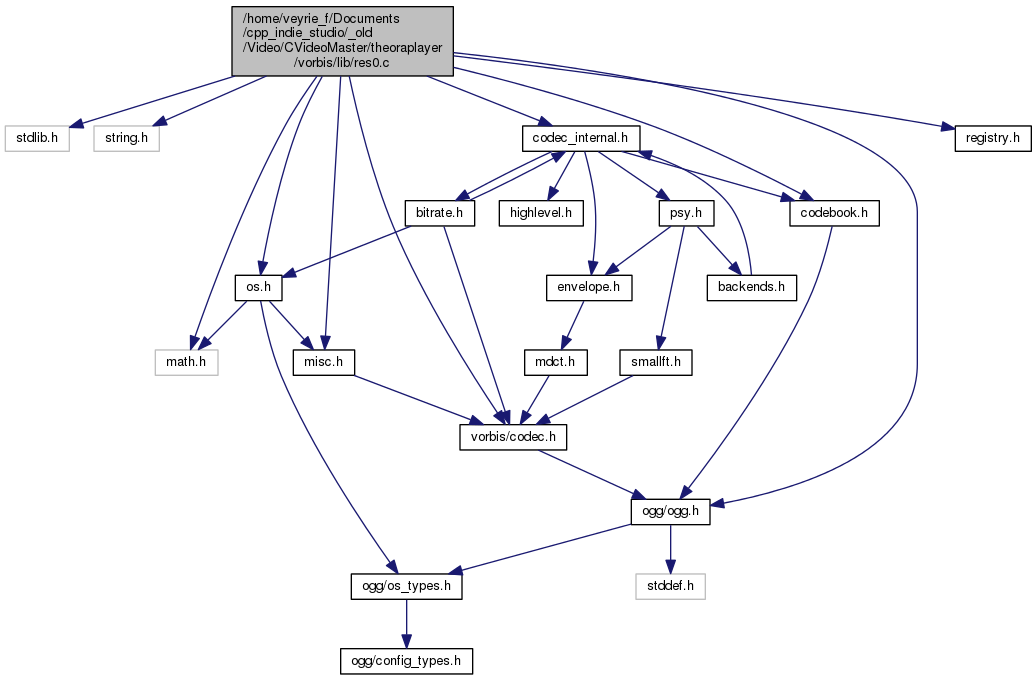 /home/veyrie_f/Documents
/cpp_indie_studio/_old
/Video/CVideoMaster/theoraplayer
/vorbis/lib/res0.c
stdlib.h
string.h
codec_internal.h
registry.h
bitrate.h
highlevel.h
psy.h
codebook.h
os.h
envelope.h
backends.h
math.h
misc.h
mdct.h
smallft.h
vorbis/codec.h
ogg/ogg.h
ogg/os_types.h
stddef.h
ogg/config_types.h